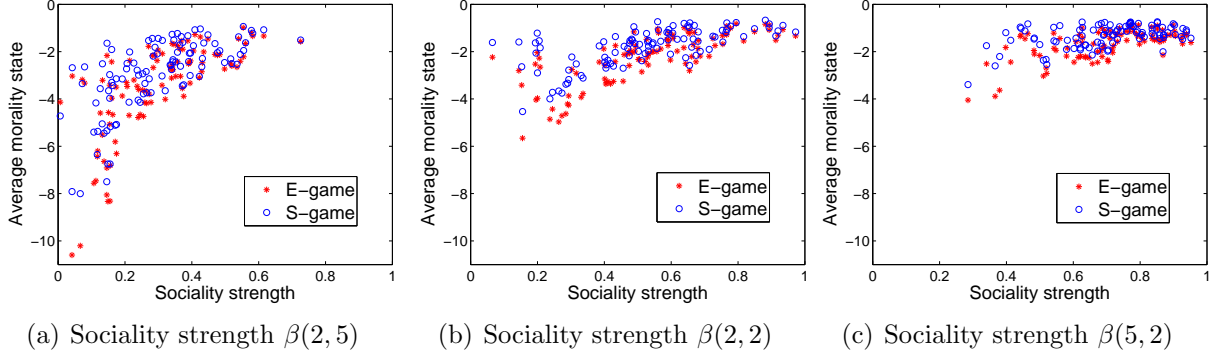 0
−2
−4
−6
−8
−10
0 0.2 0.4 0.6 0.8 1
Average morality state
Sociality strength
E−game
S−game
(a) Sociality strength β(2, 5)
0
−2
−4
−6
−8
−10
0 0.2 0.4 0.6 0.8 1
Average morality state
Sociality strength
E−game
S−game
(b) Sociality strength β(2, 2)
0
−2
−4
−6
−8
−10
0 0.2 0.4 0.6 0.8 1
Average morality state
Sociality strength
E−game
S−game
(c) Sociality strength β(5, 2)